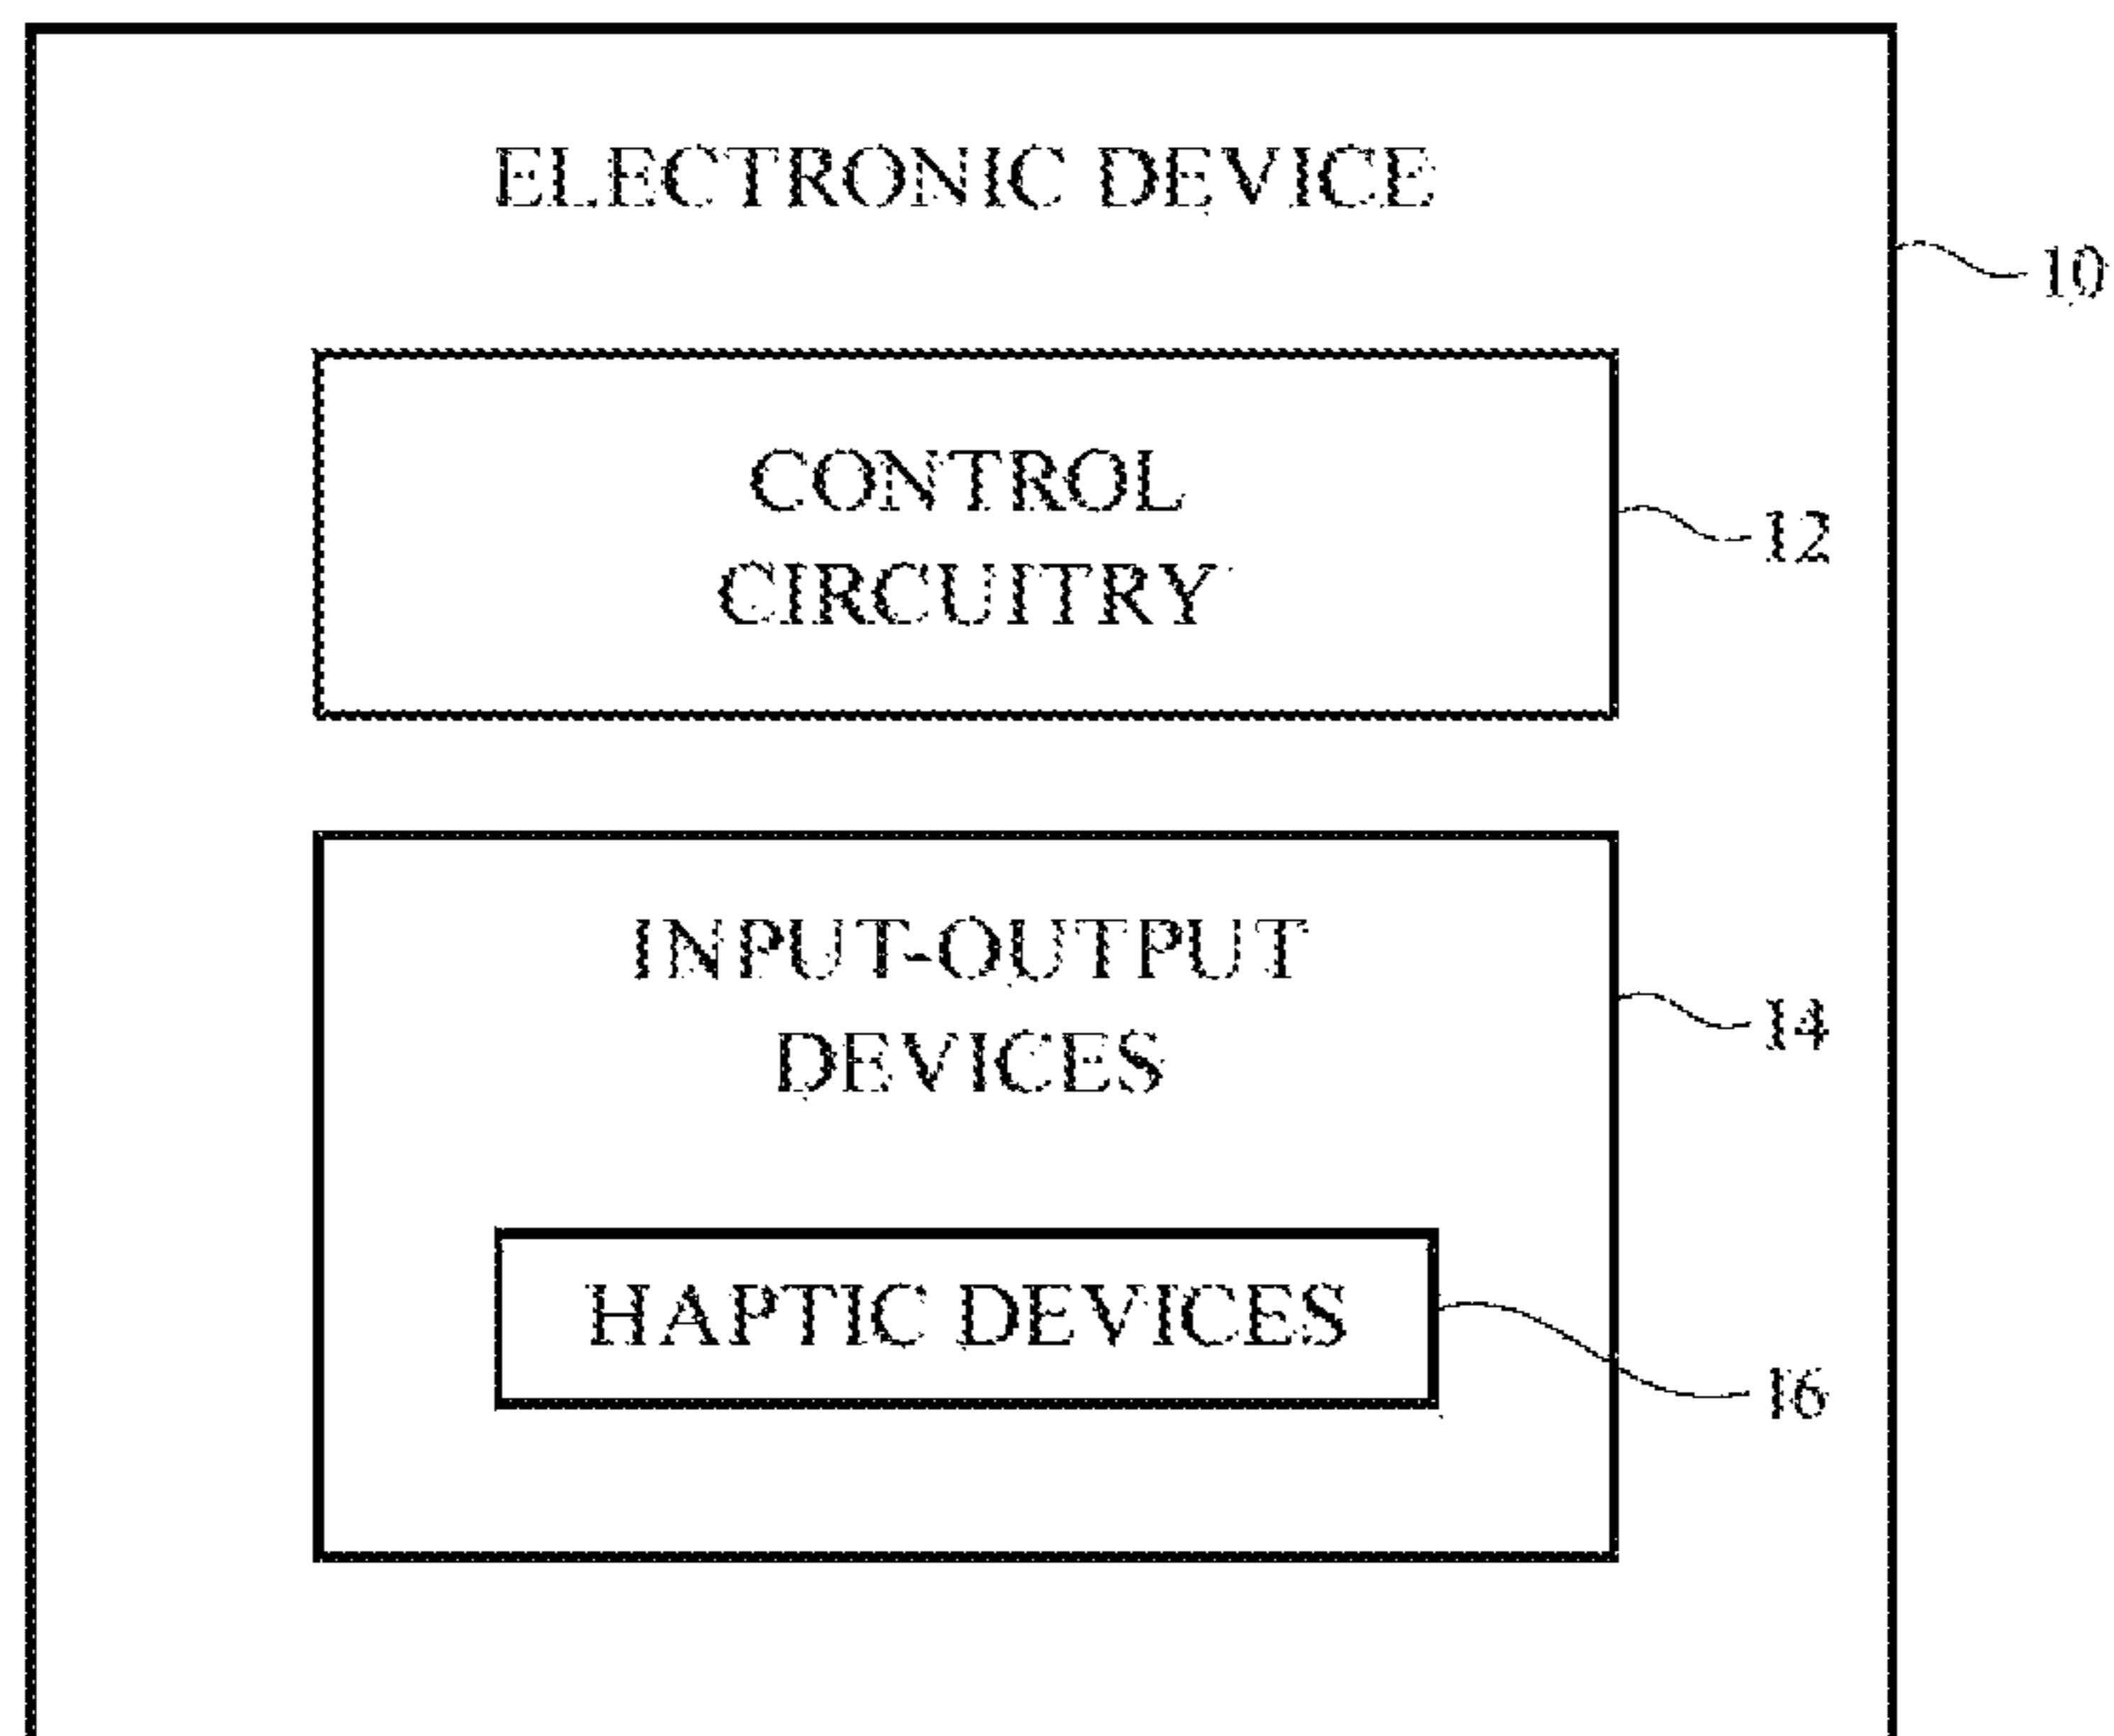 ELECTRONIC DEVICE
10
CONTROL
CIRCUITRY
12
INPUT-OUTPUT
DEVICES
14
HAPTIC DEVICES
16